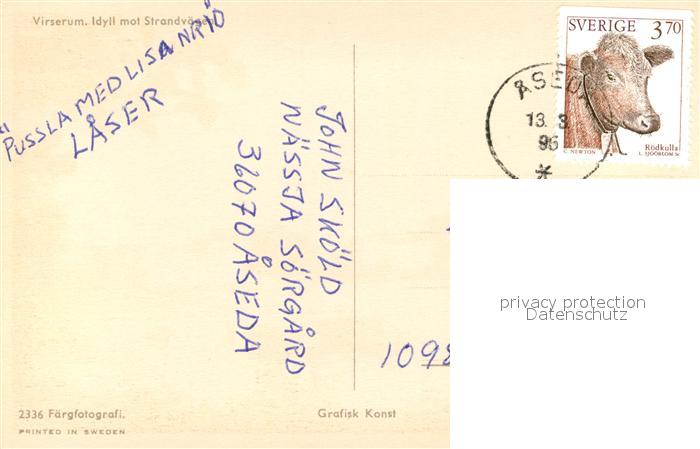 Virserum. Idyll mot Strandvägen
PUSSLA MED LISA NR 10
LÅSER
JOHN SKÖLD
NÄSSJA SÖRGÅRD
36070 ÅSEDA
SVERIGE 3,70
ÅSEDA
13. 3.
96
C. NEWTON
Rödkulla
L. SJÖÖBLOM SC
privacy protection
Datenschutz
1098
2336 Färgfotografi.
Grafisk Konst
PRINTED IN SWEDEN